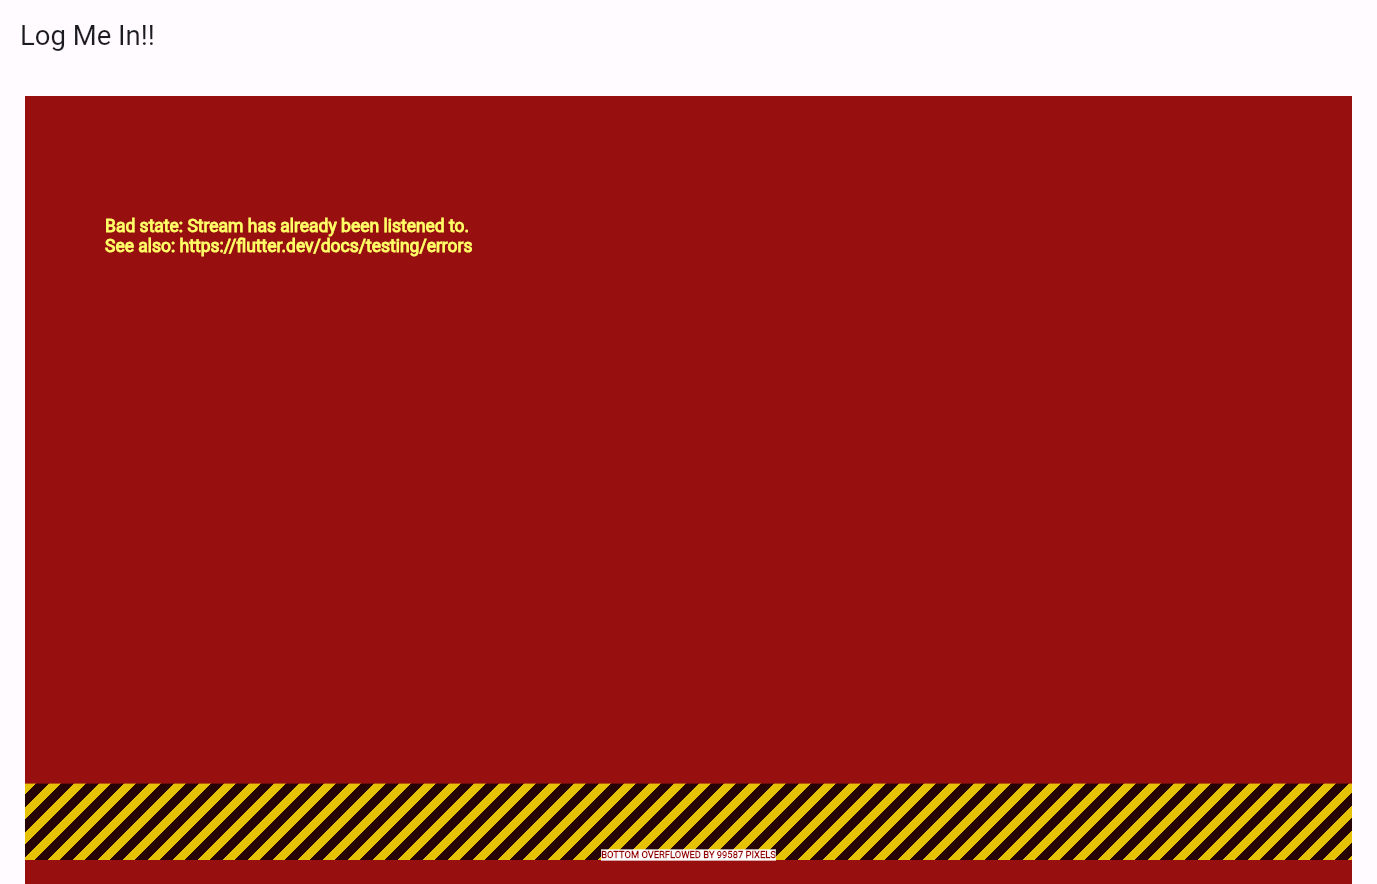 Log Me In!!
Bad state: Stream has already been listened to.
See also: https://flutter.dev/docs/testing/errors
BOTTOM OVERFLOWED BY 99587 PIXELS